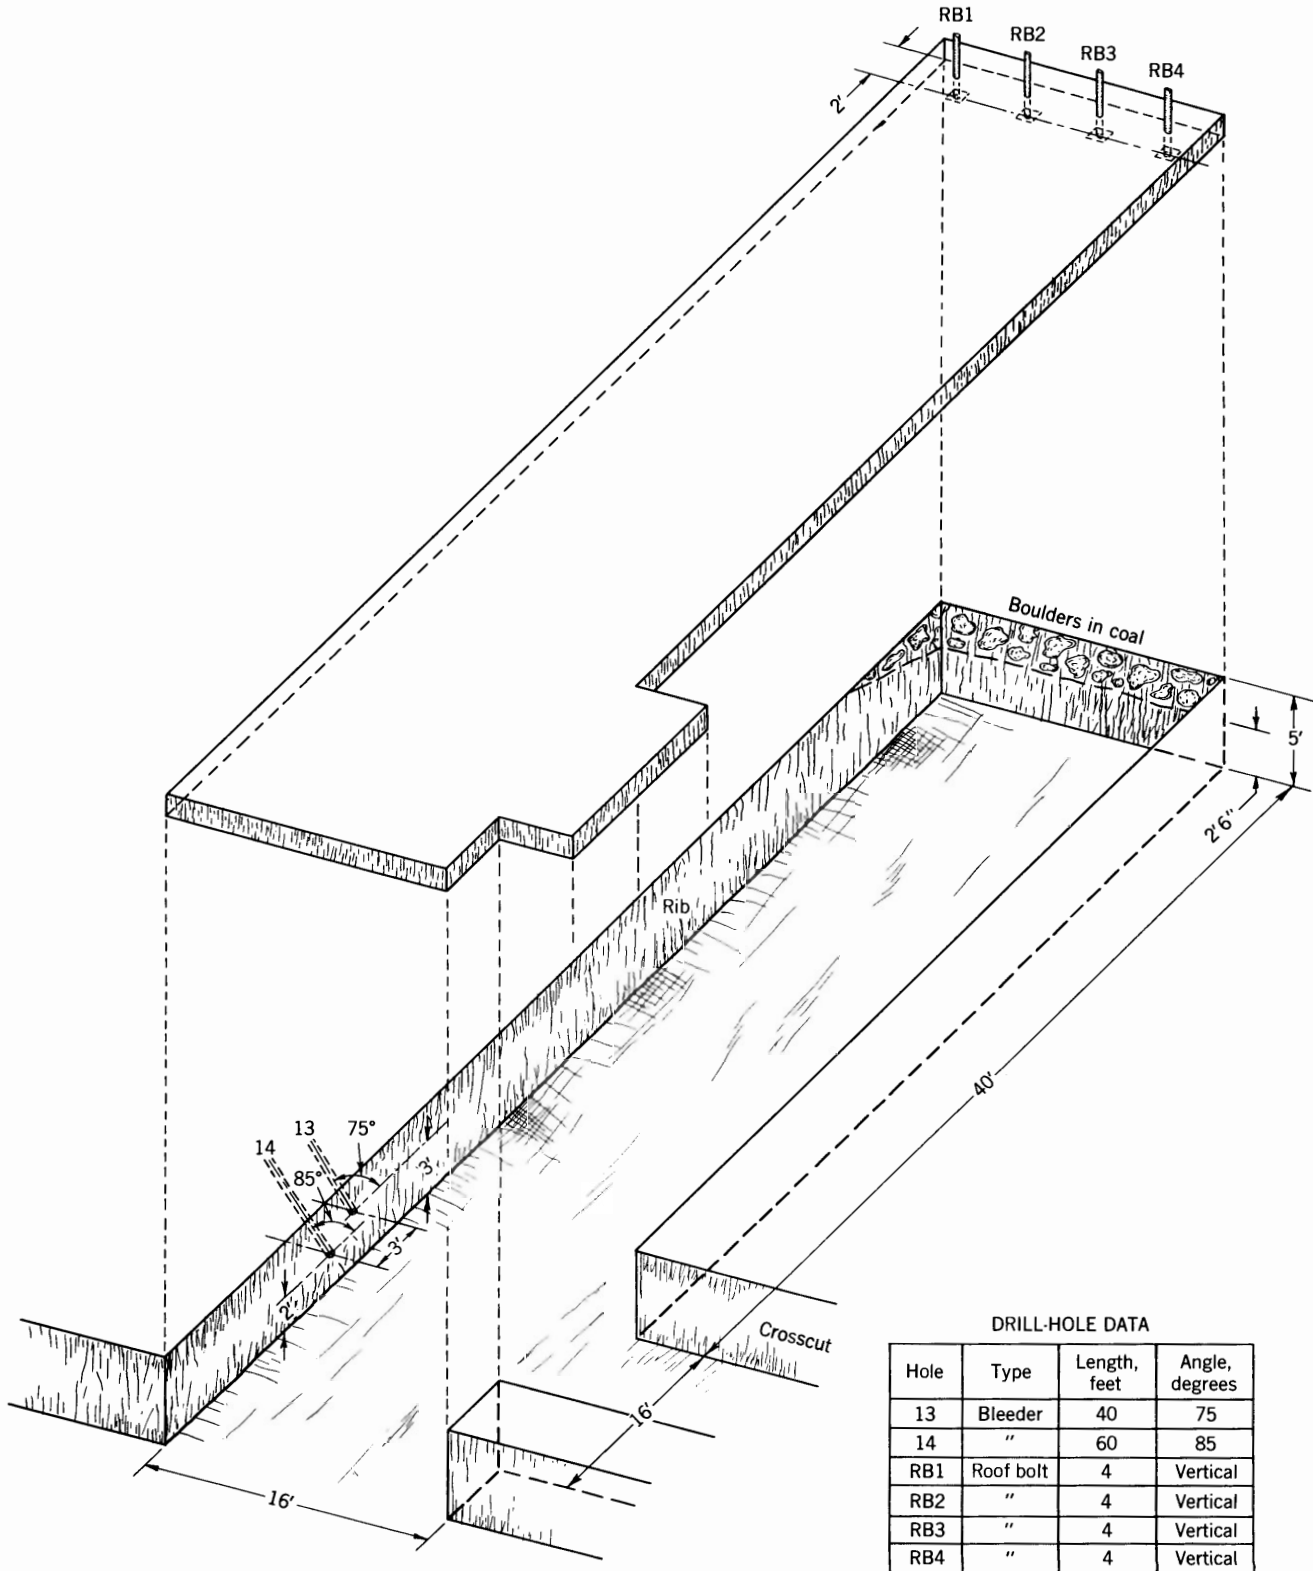 RB1
RB2
RB3
RB4
2'
Boulders in coal
5'
2' 6"
Rib
40'
13
75°
14
85°
3'
3'
2'
Crosscut
16'
16'
DRILL-HOLE DATA
Hole Type Length, feet Angle, degrees
13 Bleeder 40 75
14 " 60 85
RB1 Roof bolt 4 Vertical
RB2 " 4 Vertical
RB3 " 4 Vertical
RB4 " 4 Vertical